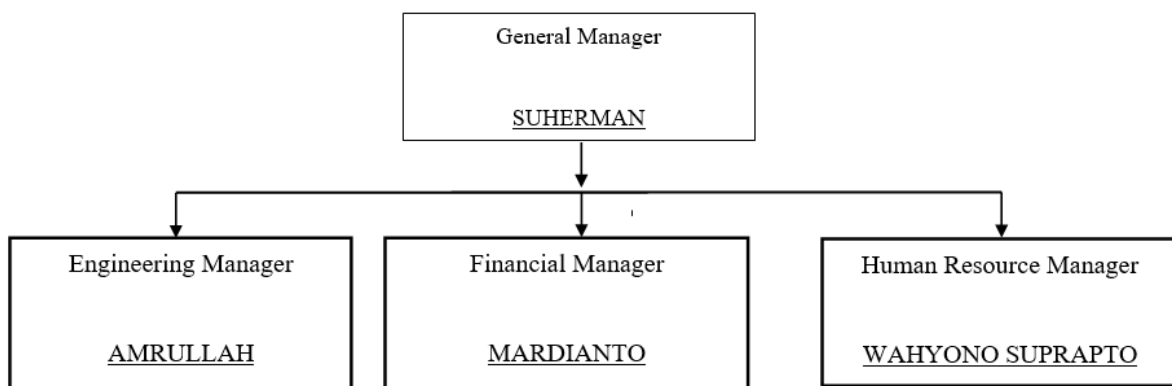 General Manager
SUHERMAN
Engineering Manager
AMRULLAH
Financial Manager
MARDIANTO
Human Resource Manager
WAHYONO SUPRAPTO